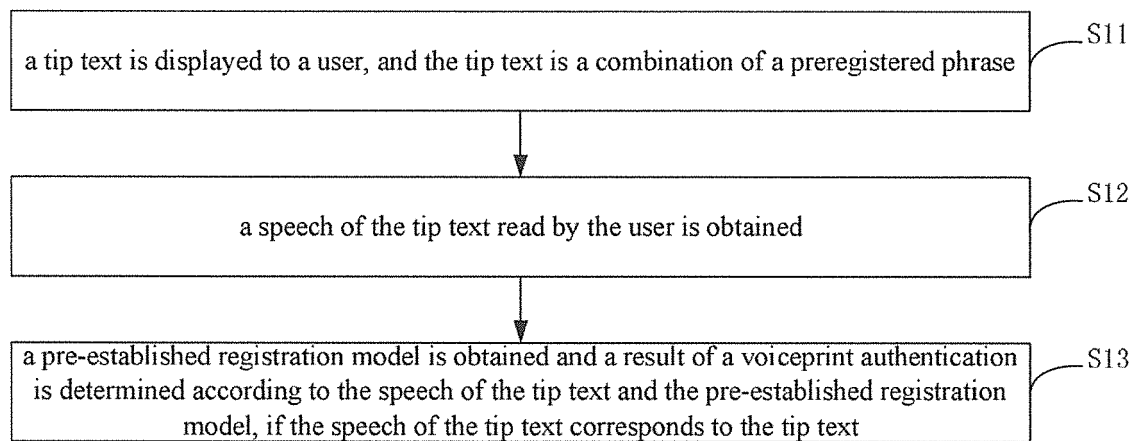 a tip text is displayed to a user, and the tip text is a combination of a preregistered phrase
S11
a speech of the tip text read by the user is obtained
S12
a pre-established registration model is obtained and a result of a voiceprint authentication
is determined according to the speech of the tip text and the pre-established registration
model, if the speech of the tip text corresponds to the tip text
S13